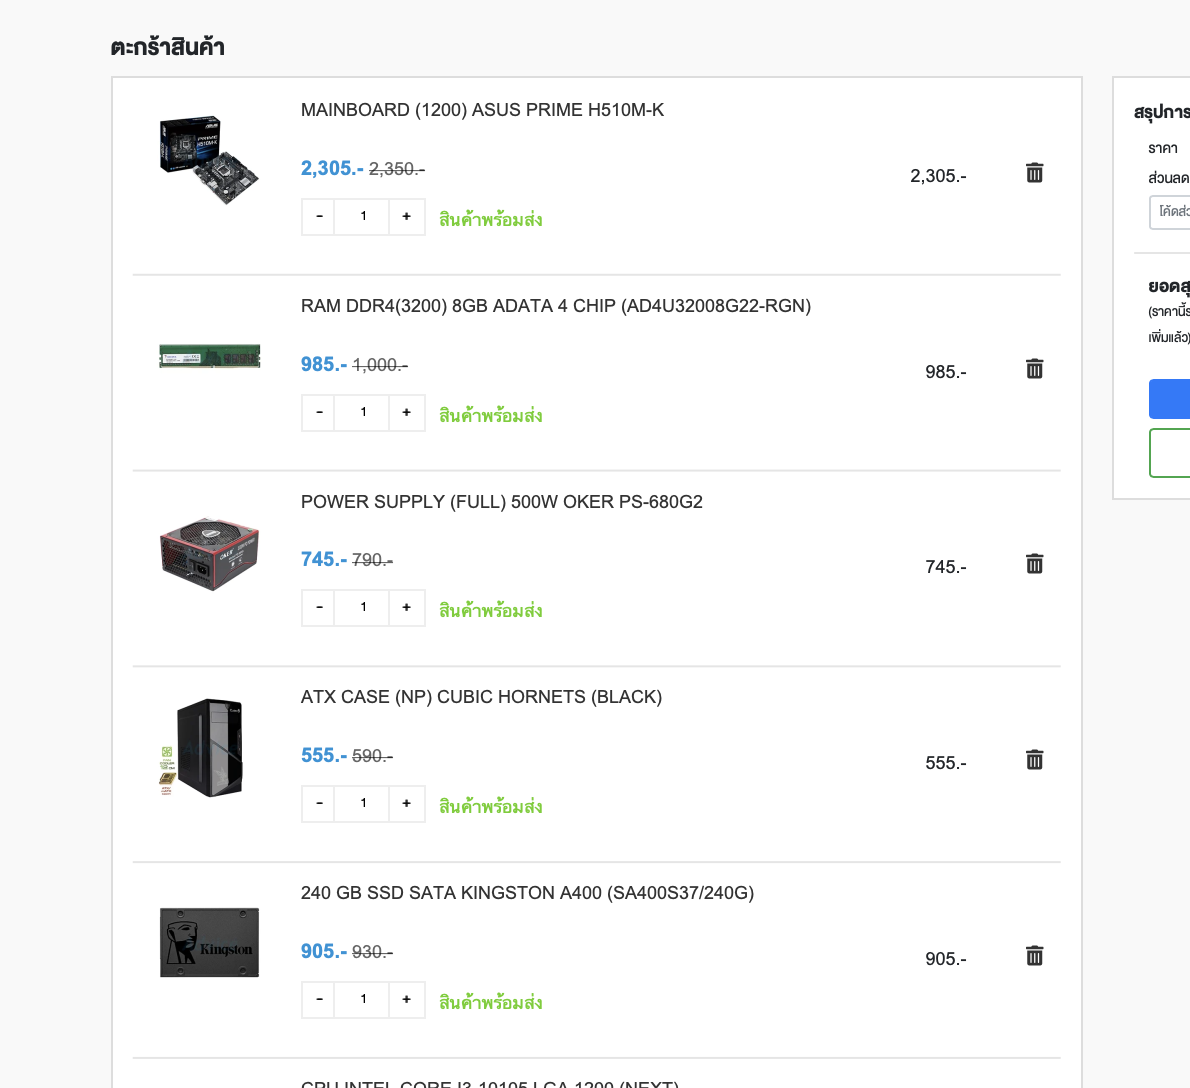 ตะกร้าสินค้า
MAINBOARD (1200) ASUS PRIME H510M-K
2,305.- 2,350.-
2,305.-
- 1 + สินค้าพร้อมส่ง
RAM DDR4(3200) 8GB ADATA 4 CHIP (AD4U32008G22-RGN)
985.- 1,000.-
985.-
- 1 + สินค้าพร้อมส่ง
POWER SUPPLY (FULL) 500W OKER PS-680G2
745.- 790.-
745.-
- 1 + สินค้าพร้อมส่ง
ATX CASE (NP) CUBIC HORNETS (BLACK)
555.- 590.-
555.-
- 1 + สินค้าพร้อมส่ง
240 GB SSD SATA KINGSTON A400 (SA400S37/240G)
Kingston
905.- 930.-
905.-
- 1 + สินค้าพร้อมส่ง
CPU INTEL CORE I3-10105 LGA 1200 (NEXT)
สรุปการ
ราคา
ส่วนลด
โค้ดส่ว
ยอดสุ
(ราคานี้ร
เพิ่มแล้ว)